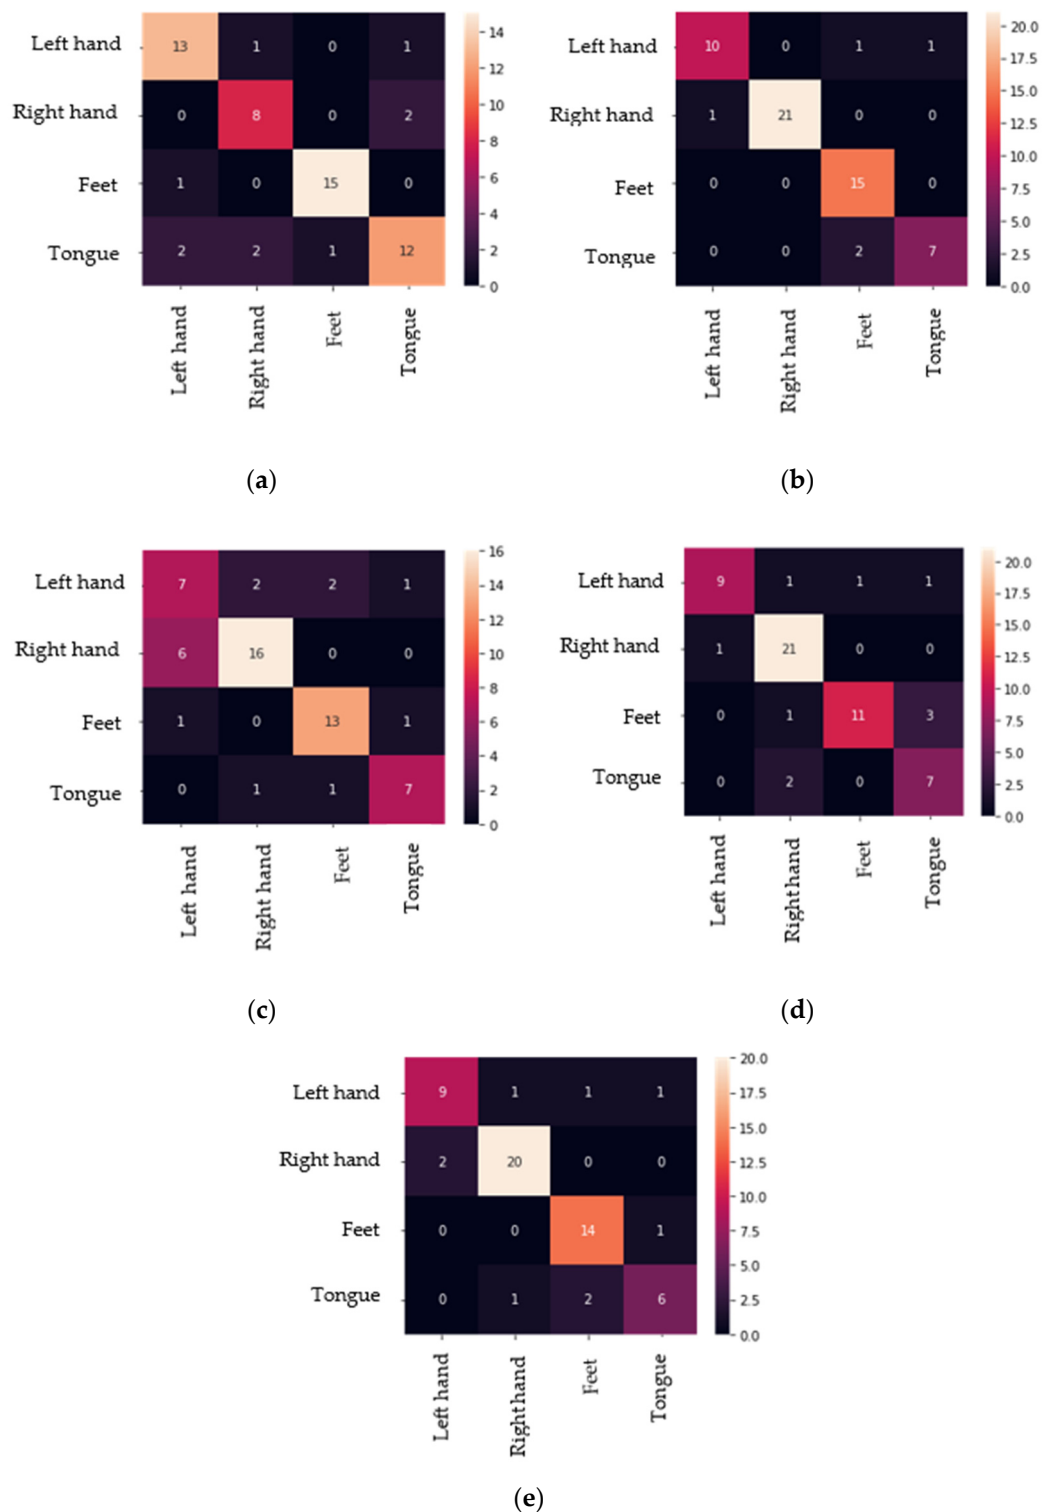 Left hand 13 1 0 1
Right hand 0 8 0 2
Feet 1 0 15 0
Tongue 2 2 1 12
14
12
10
8
6
4
2
0
Left hand Right hand Feet Tongue
(a)
Left hand 10 0 1 1
Right hand 1 21 0 0
Feet 0 0 15 0
Tongue 0 0 2 7
20.0
17.5
15.0
12.5
10.0
7.5
5.0
2.5
0.0
Left hand Right hand Feet Tongue
(b)
Left hand 7 2 2 1
Right hand 6 16 0 0
Feet 1 0 13 1
Tongue 0 1 1 7
16
14
12
10
8
6
4
2
0
Left hand Right hand Feet Tongue
(c)
Left hand 9 1 1 1
Right hand 1 21 0 0
Feet 0 1 11 3
Tongue 0 2 0 7
20.0
17.5
15.0
12.5
10.0
7.5
5.0
2.5
0.0
Left hand Right hand Feet Tongue
(d)
Left hand 9 1 1 1
Right hand 2 20 0 0
Feet 0 0 14 1
Tongue 0 1 2 6
20.0
17.5
15.0
12.5
10.0
7.5
5.0
2.5
0.0
Left hand Right hand Feet Tongue
(e)